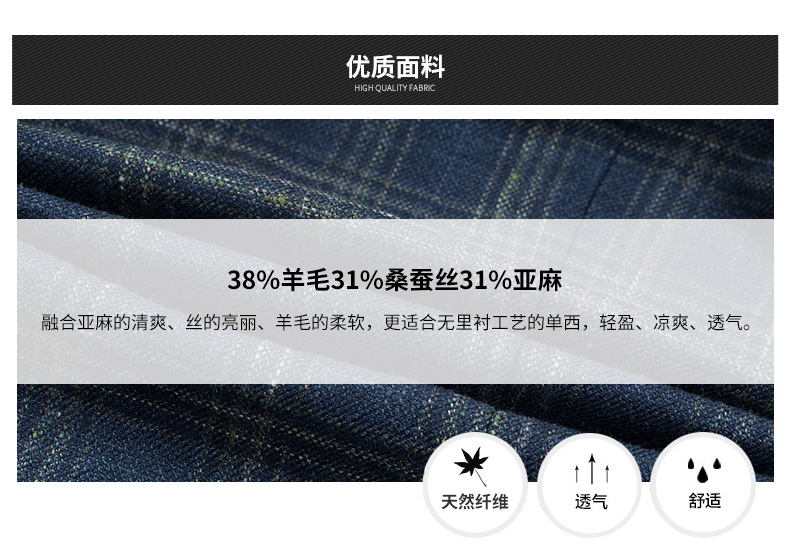 优质面料
HIGH QUALITY FABRIC
38%羊毛31%桑蚕丝31%亚麻
融合亚麻的清爽、丝的亮丽、羊毛的柔软，更适合无里衬工艺的单西，轻盈、凉爽、透气。
天然纤维
透气
舒适